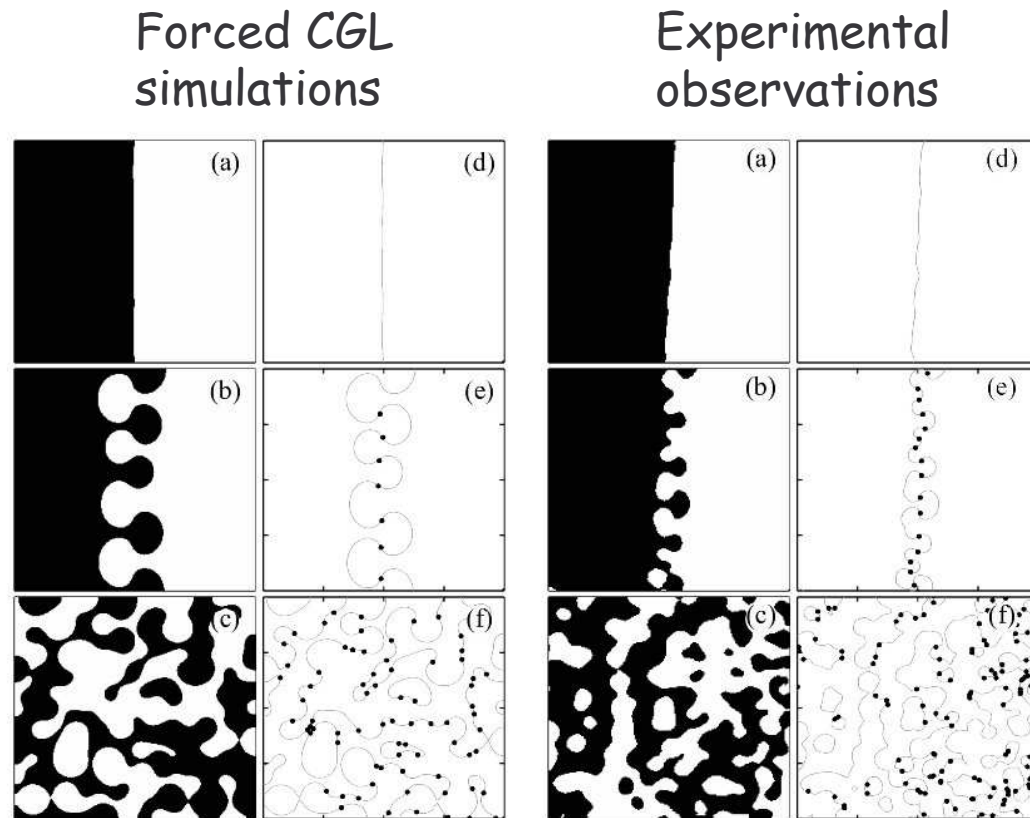 Forced CGL
simulations
Experimental
observations
(a)
(d)
(a)
(d)
(b)
(e)
(b)
(e)
(c)
(f)
(c)
(f)